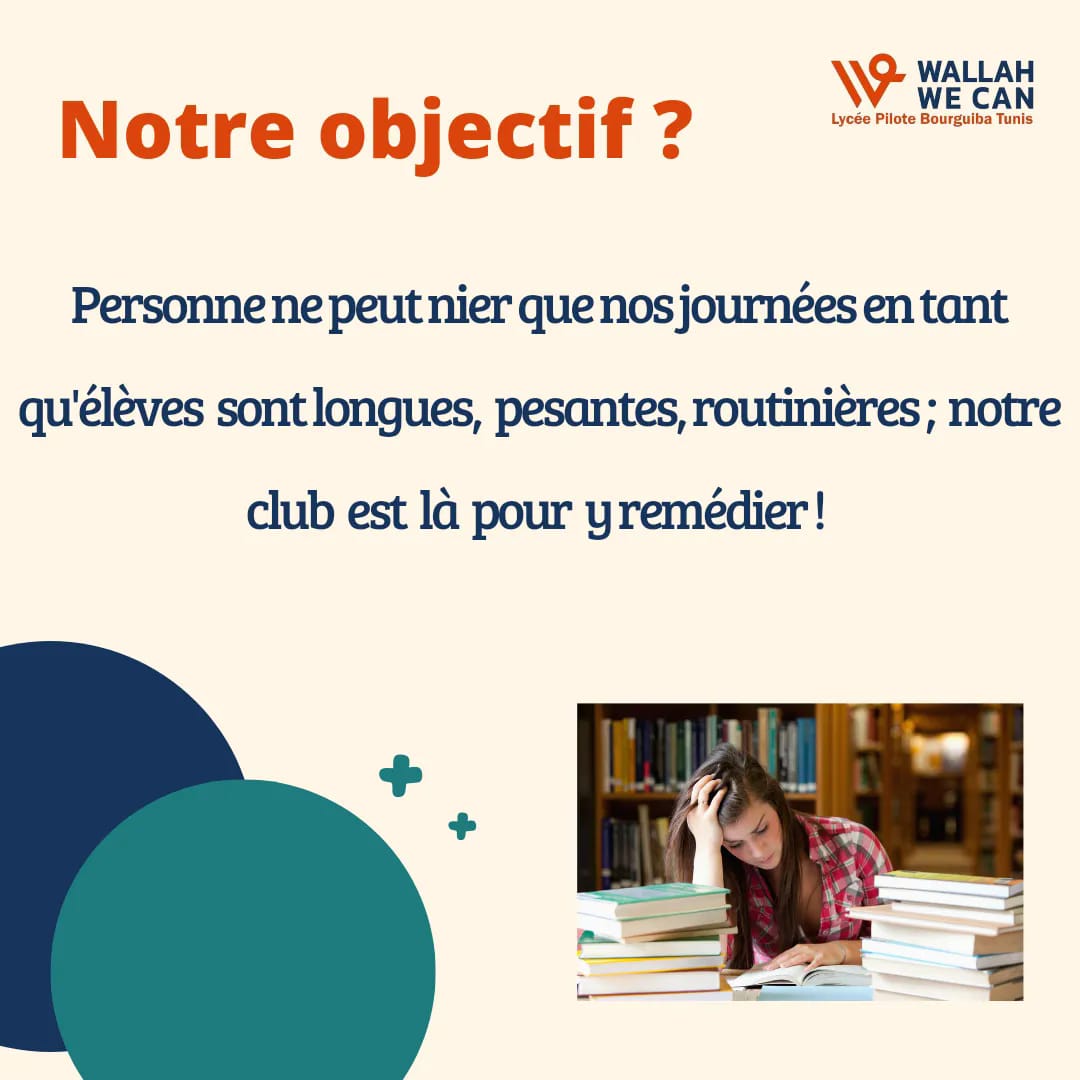 WALLAH
WE CAN
Lycée Pilote Bourguiba Tunis
Notre objectif ?
Personne ne peut nier que nos journées en tant
qu'élèves sont longues, pesantes, routinières ; notre
club est là pour y remédier !